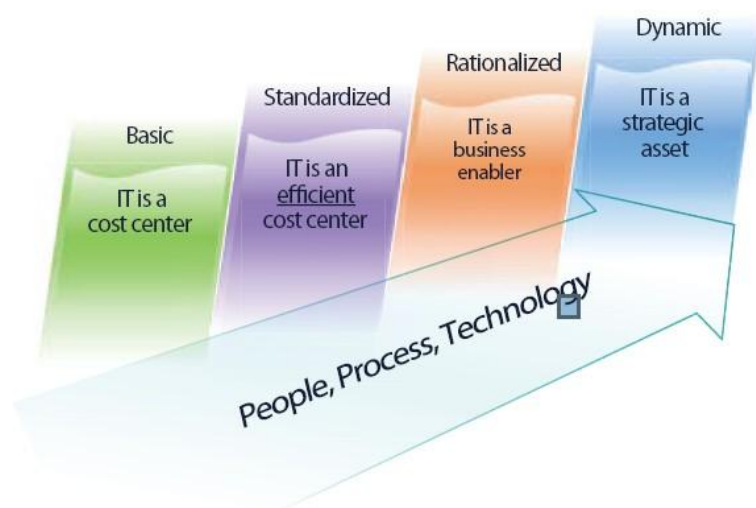 Basic
IT is a
cost center
Standardized
IT is an
efficient
cost center
Rationalized
IT is a
business
enabler
Dynamic
IT is a
strategic
asset
People, Process, Technology